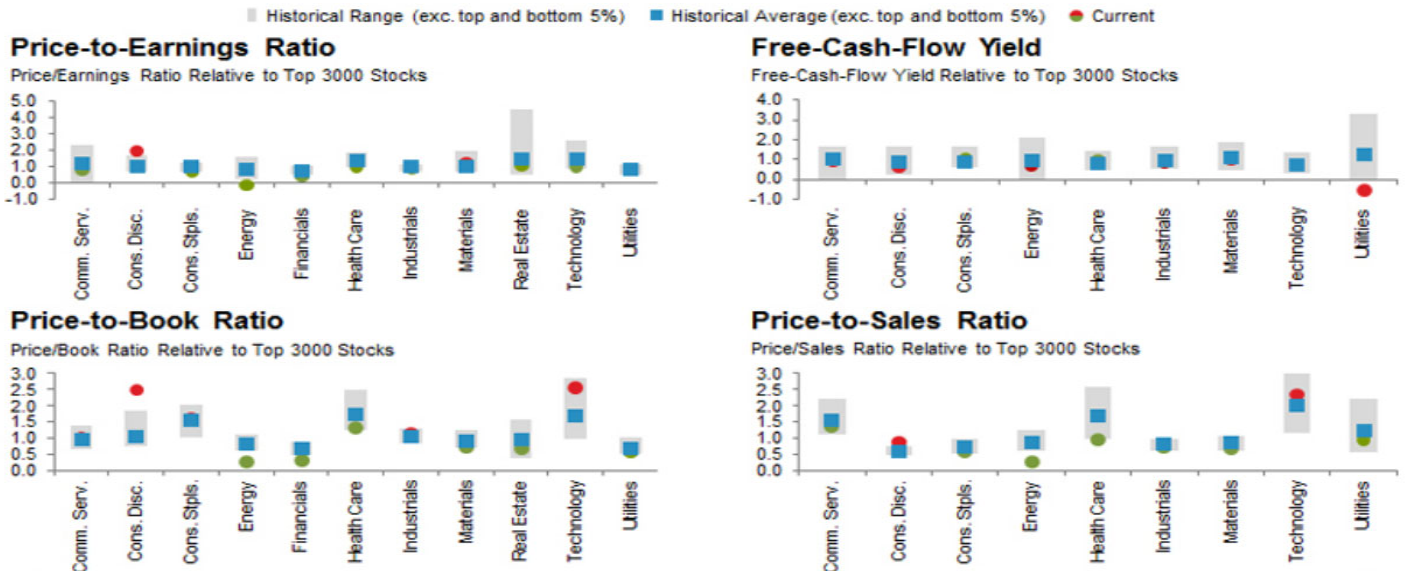 Historical Range (exc. top and bottom 5%) Historical Average (exc. top and bottom 5%) Current
Price-to-Earnings Ratio
Price/Earnings Ratio Relative to Top 3000 Stocks
5.0
4.0
3.0
2.0
1.0
0.0
-1.0
Comm. Serv.
Cons. Disc.
Cons. Stpls.
Energy
Financials
Health Care
Industrials
Materials
Real Estate
Technology
Utilities
Free-Cash-Flow Yield
Free-Cash-Flow Yield Relative to Top 3000 Stocks
4.0
3.0
2.0
1.0
0.0
-1.0
Comm. Serv.
Cons. Disc.
Cons. Stpls.
Energy
Health Care
Industrials
Materials
Technology
Utilities
Price-to-Book Ratio
Price/Book Ratio Relative to Top 3000 Stocks
3.0
2.5
2.0
1.5
1.0
0.5
0.0
Comm. Serv.
Cons. Disc.
Cons. Stpls.
Energy
Financials
Health Care
Industrials
Materials
Real Estate
Technology
Utilities
Price-to-Sales Ratio
Price/Sales Ratio Relative to Top 3000 Stocks
3.0
2.5
2.0
1.5
1.0
0.5
0.0
Comm. Serv.
Cons. Disc.
Cons. Stpls.
Energy
Health Care
Industrials
Materials
Technology
Utilities